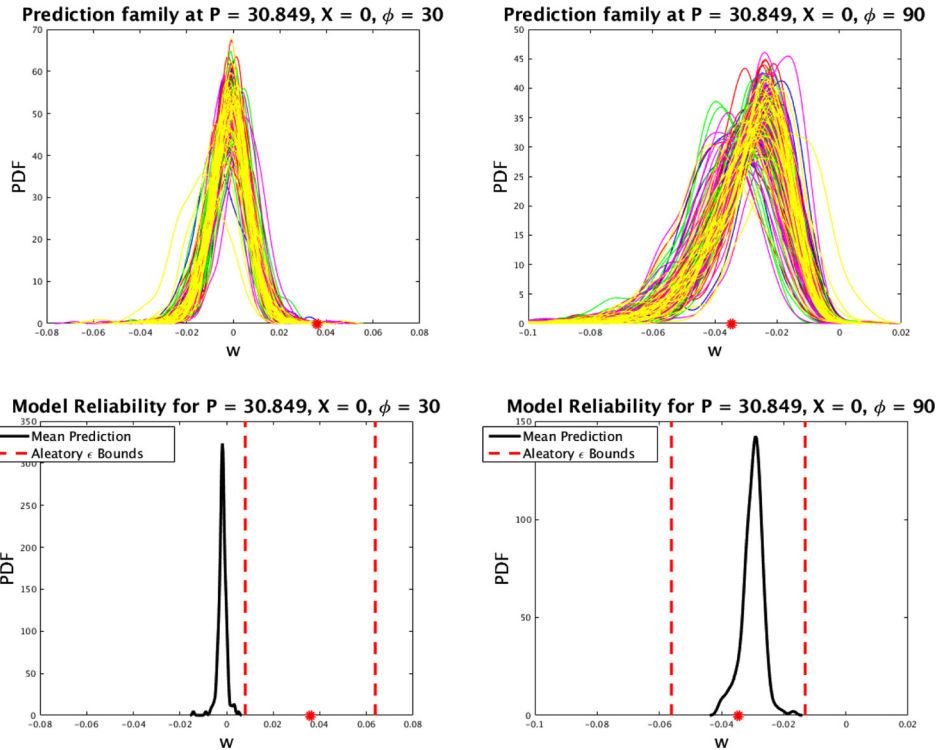 Prediction family at P = 30.849, X = 0, ϕ = 30
70
60
50
40
30
20
10
0
PDF
-0.08 -0.06 -0.04 -0.02 0 0.02 0.04 0.06 0.08
w
Prediction family at P = 30.849, X = 0, ϕ = 90
50
45
40
35
30
25
20
15
10
5
0
PDF
-0.1 -0.08 -0.06 -0.04 -0.02 0 0.02
w
Model Reliability for P = 30.849, X = 0, ϕ = 30
350
Mean Prediction
Aleatory ϵ Bounds
300
250
200
150
100
50
0
PDF
-0.08 -0.06 -0.04 -0.02 0 0.02 0.04 0.06 0.08
w
Model Reliability for P = 30.849, X = 0, ϕ = 90
150
Mean Prediction
Aleatory ϵ Bounds
100
50
0
PDF
-0.1 -0.08 -0.06 -0.04 -0.02 0 0.02
w